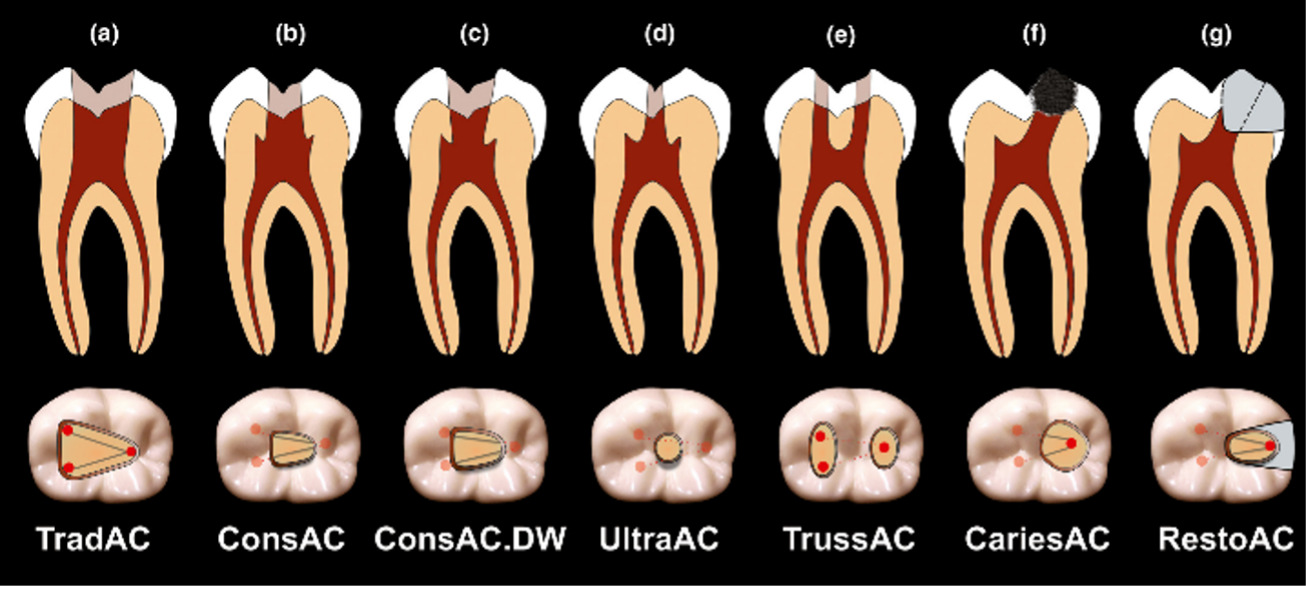 (a) (b) (c) (d) (e) (f) (g)
TradAC ConsAC ConsAC.DW UltraAC TrussAC CariesAC RestoAC